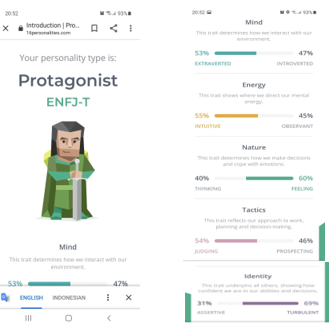 20:52
93%
Introduction | Pro...
16personalities.com
Your personality type is:
Protagonist
ENFJ-T
Mind
This trait determines how we interact with our
environment.
53% 47%
ENGLISH INDONESIAN
20:52
93%
Mind
This trait determines how we interact with our
environment.
53% 47%
EXTRAVERTED INTROVERTED
Energy
This trait shows where we direct our mental
energy.
55% 45%
INTUITIVE OBSERVANT
Nature
This trait determines how we make decisions
and cope with emotions.
40% 60%
THINKING FEELING
Tactics
This trait reflects our approach to work,
planning and decision-making.
54% 46%
JUDGING PROSPECTING
Identity
This trait underpins all others, showing how
confident we are in our abilities and decisions.
31% 69%
ASSERTIVE TURBULENT